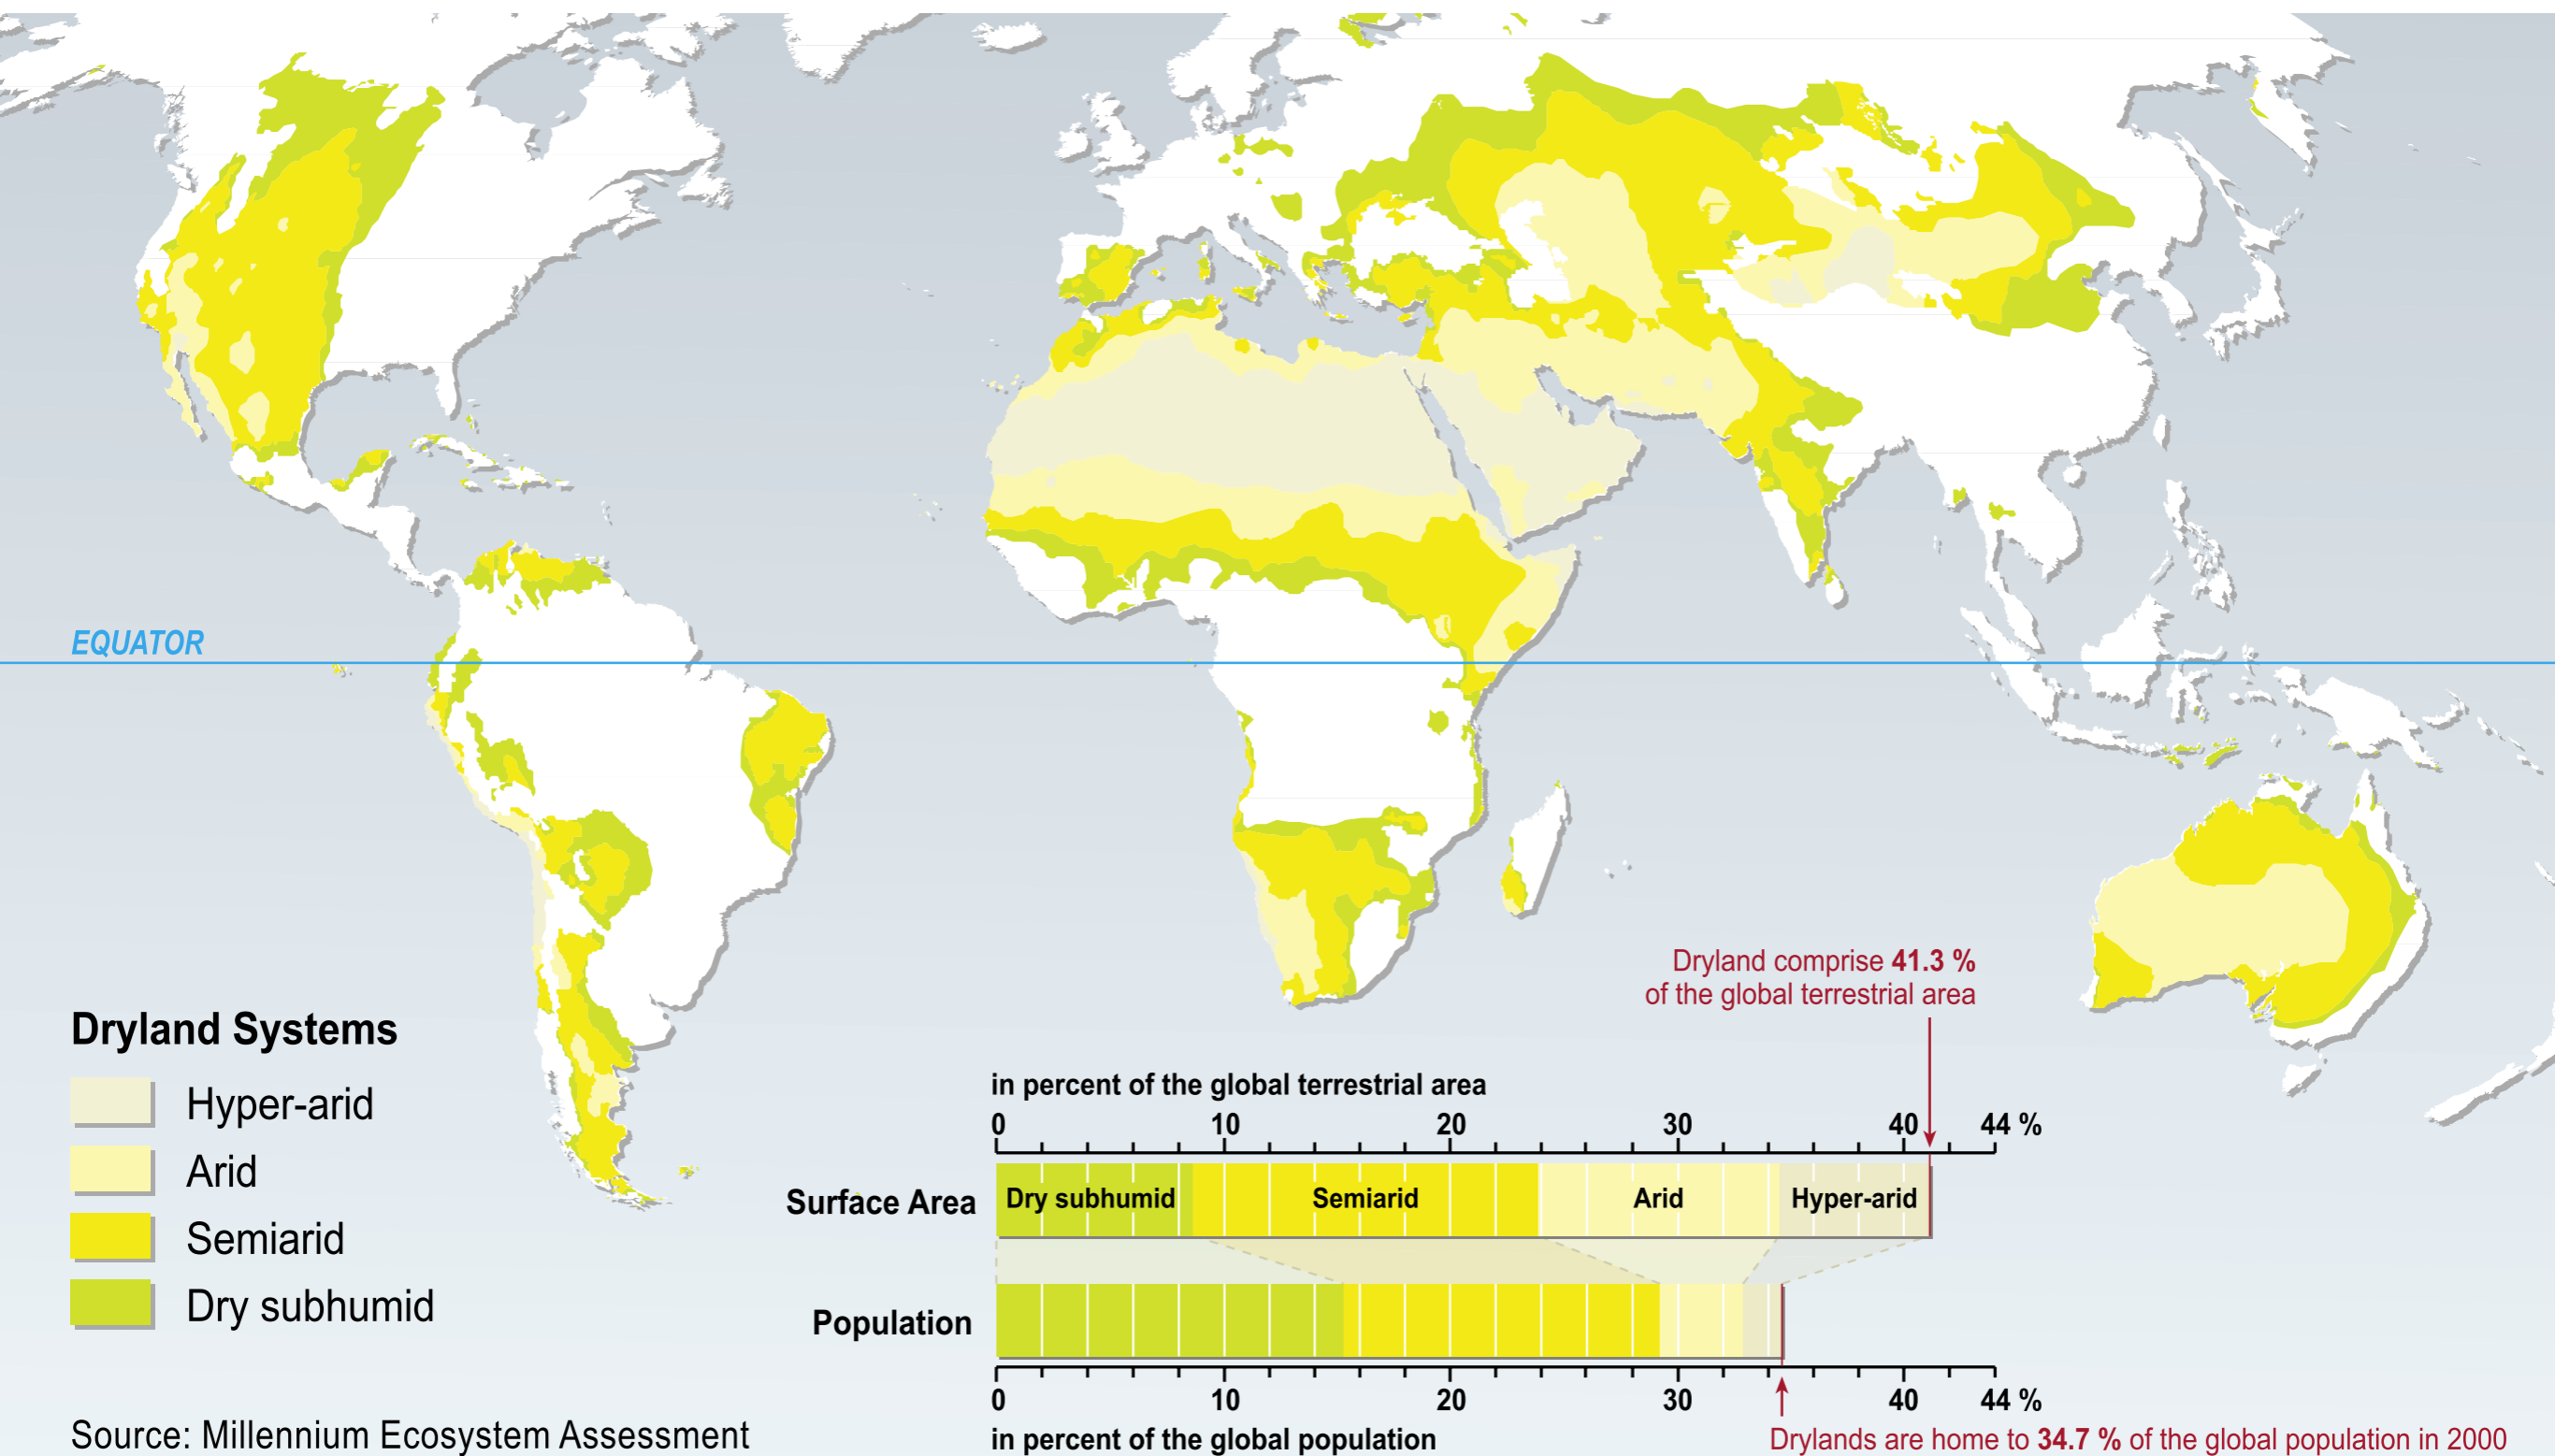 EQUATOR
Dryland comprise 41.3 %
of the global terrestrial area
Dryland Systems
Hyper-arid
Arid
Semiarid
Dry subhumid
in percent of the global terrestrial area
0 10 20 30 40 44 %
Surface Area
Dry subhumid Semiarid Arid Hyper-arid
Population
0 10 20 30 40 44 %
in percent of the global population
Drylands are home to 34.7 % of the global population in 2000
Source: Millennium Ecosystem Assessment